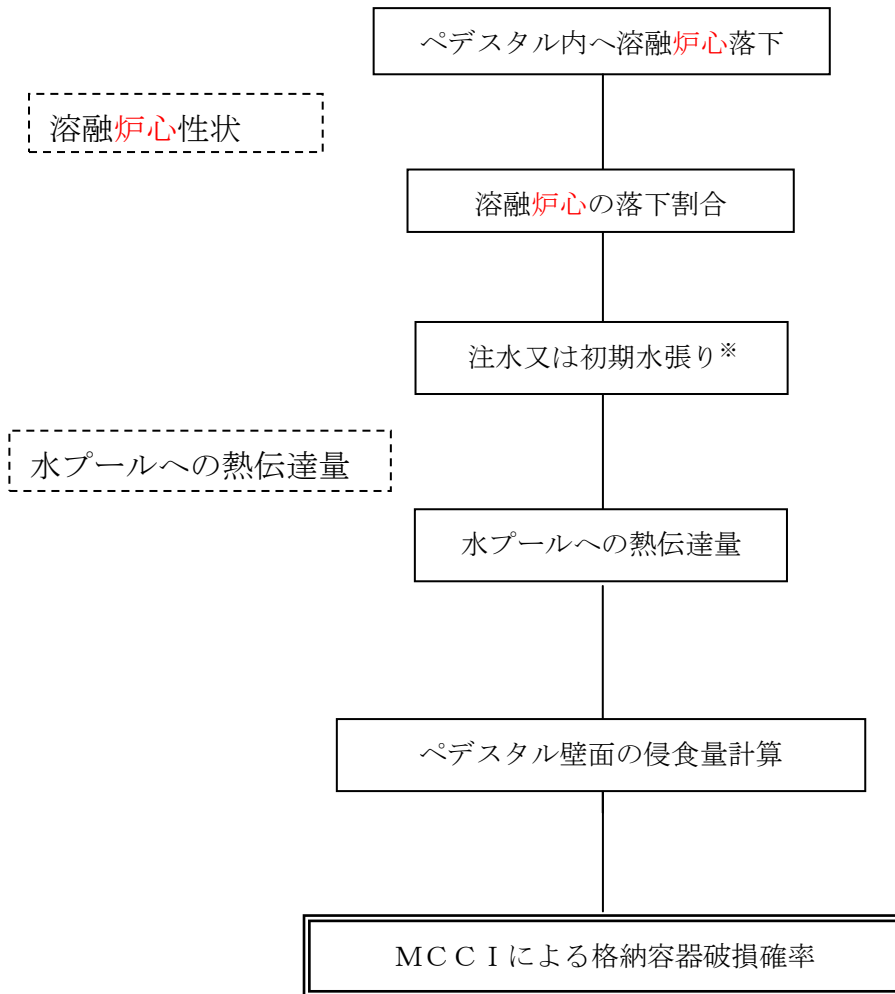 ペデスタル内へ溶融炉心落下
溶融炉心性状
溶融炉心の落下割合
注水又は初期水張り※
水プールへの熱伝達量
水プールへの熱伝達量
ペデスタル壁面の侵食量計算
ＭＣＣＩによる格納容器破損確率